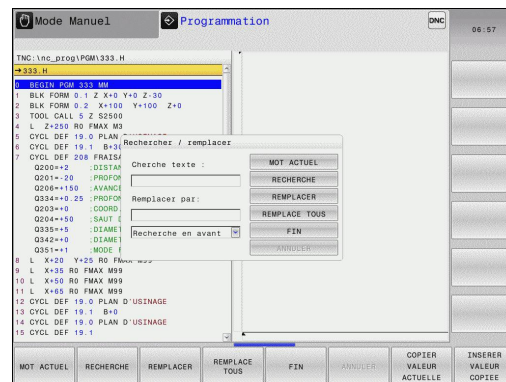 Mode Manuel
Programmation
DNC
06:57
TNC:\nc_prog\PGM\333.H
→333.H
0 BEGIN PGM 333 MM
1 BLK FORM 0.1 Z X+0 Y+0 Z-30
2 BLK FORM 0.2 X+100 Y+100 Z+0
3 TOOL CALL 5 Z S2500
4 L Z+250 R0 FMAX M3
5 CYCL DEF 19.0 PLAN D'USINAGE
6 CYCL DEF 19.1 B+30
7 CYCL DEF 208 FRAISA
Q200=+2 ;DISTAN
Q201=-20 ;PROFON
Q206=+150 ;AVANCE
Q334=+0.25 ;PROFON
Q203=+0 ;COORD.
Q204=+50 ;SAUT D
Q335=+5 ;DIAMET
Q342=+0 ;DIAMET
Q351=+1 ;MODE F
8 L X+20 Y+25 R0 FMAX M99
9 L X+35 R0 FMAX M99
10 L X+50 R0 FMAX M99
11 L X+65 R0 FMAX M99
12 CYCL DEF 19.0 PLAN D'USINAGE
13 CYCL DEF 19.1 B+0
14 CYCL DEF 19.0 PLAN D'USINAGE
15 CYCL DEF 19.1
Rechercher / remplacer
Cherche texte :
Remplacer par:
Recherche en avant
MOT ACTUEL
RECHERCHE
REMPLACER
REMPLACE TOUS
FIN
ANNULER
MOT ACTUEL
RECHERCHE
REMPLACER
REMPLACE
TOUS
FIN
ANNULER
COPIER
VALEUR
ACTUELLE
INSERER
VALEUR
COPIEE